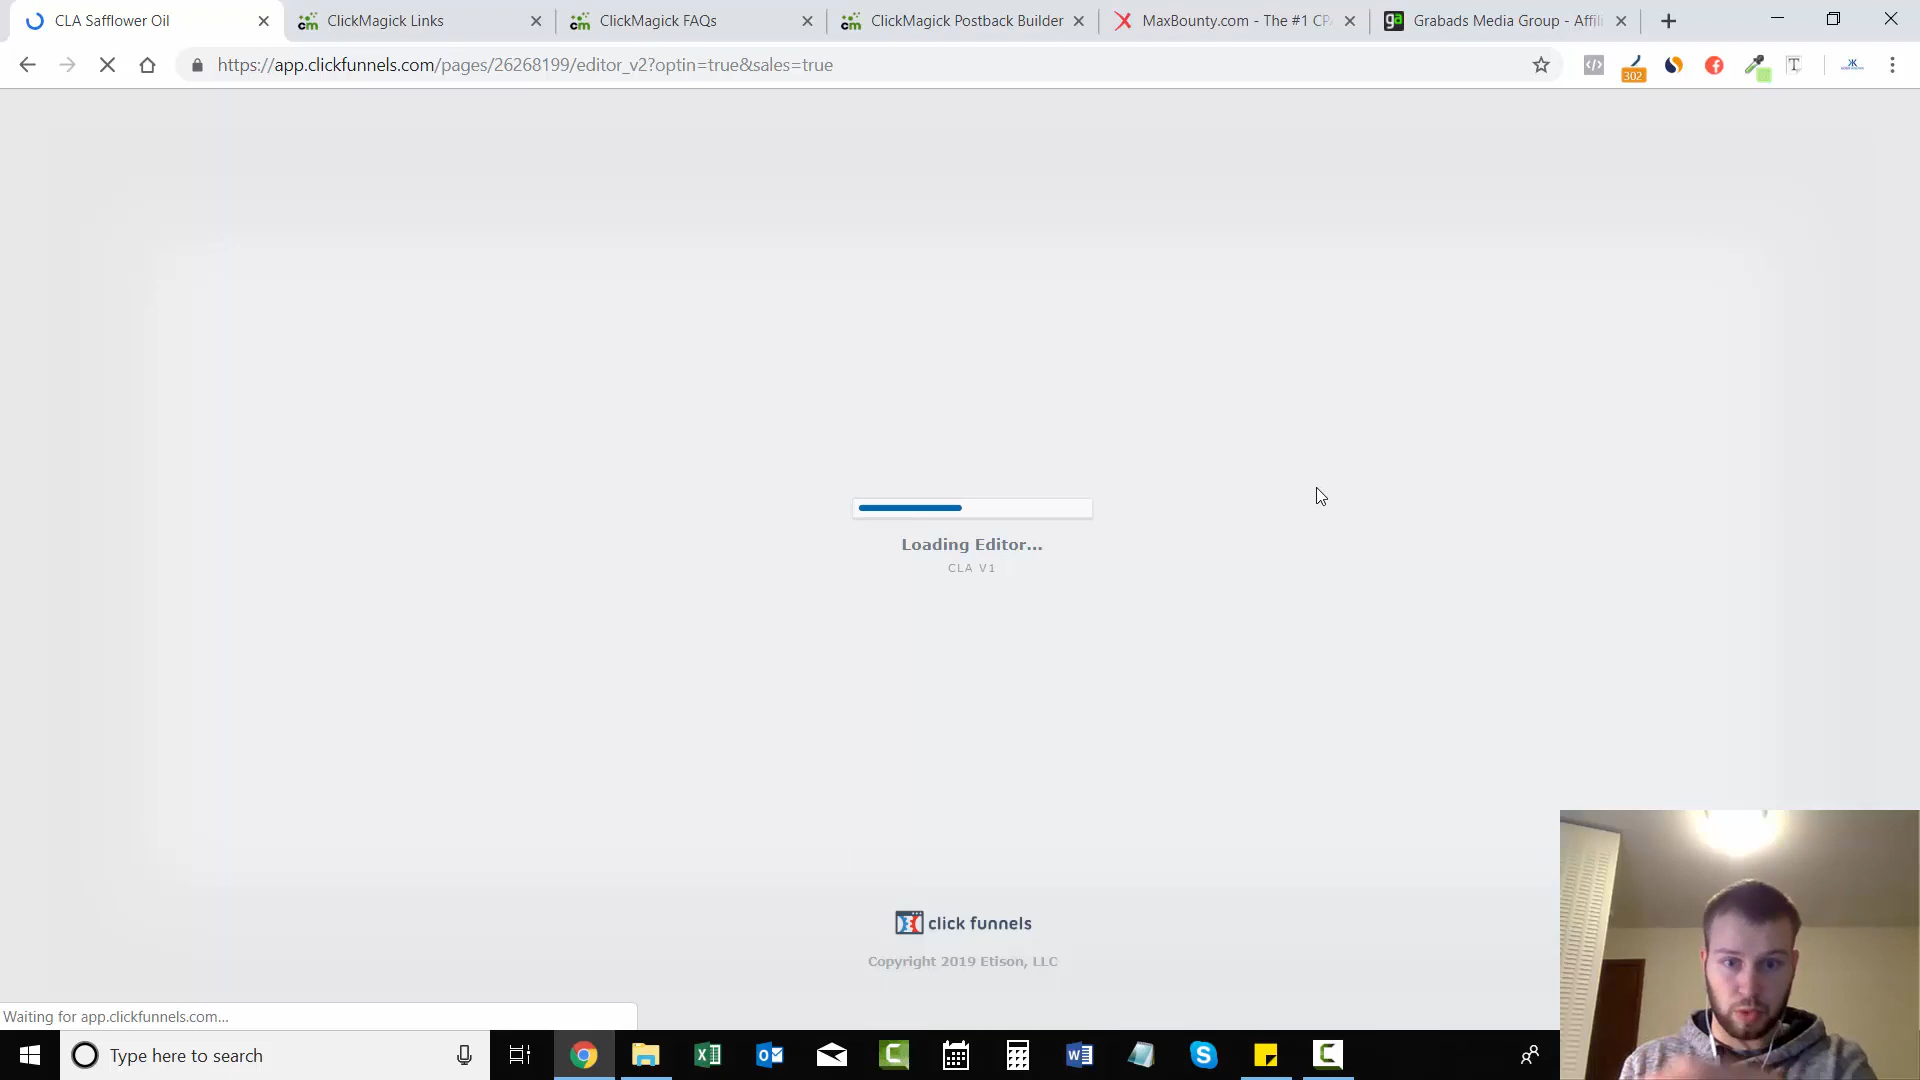 CLA Safflower Oil
ClickMagick Links
ClickMagick FAQs
ClickMagick Postback Builder
MaxBounty.com - The #1 CP
Grabads Media Group - Affili
https://app.clickfunnels.com/pages/26268199/editor_v2?optin=true&sales=true
302
Loading Editor...
CLA V1
click funnels
Copyright 2019 Etison, LLC
Waiting for app.clickfunnels.com...
Type here to search